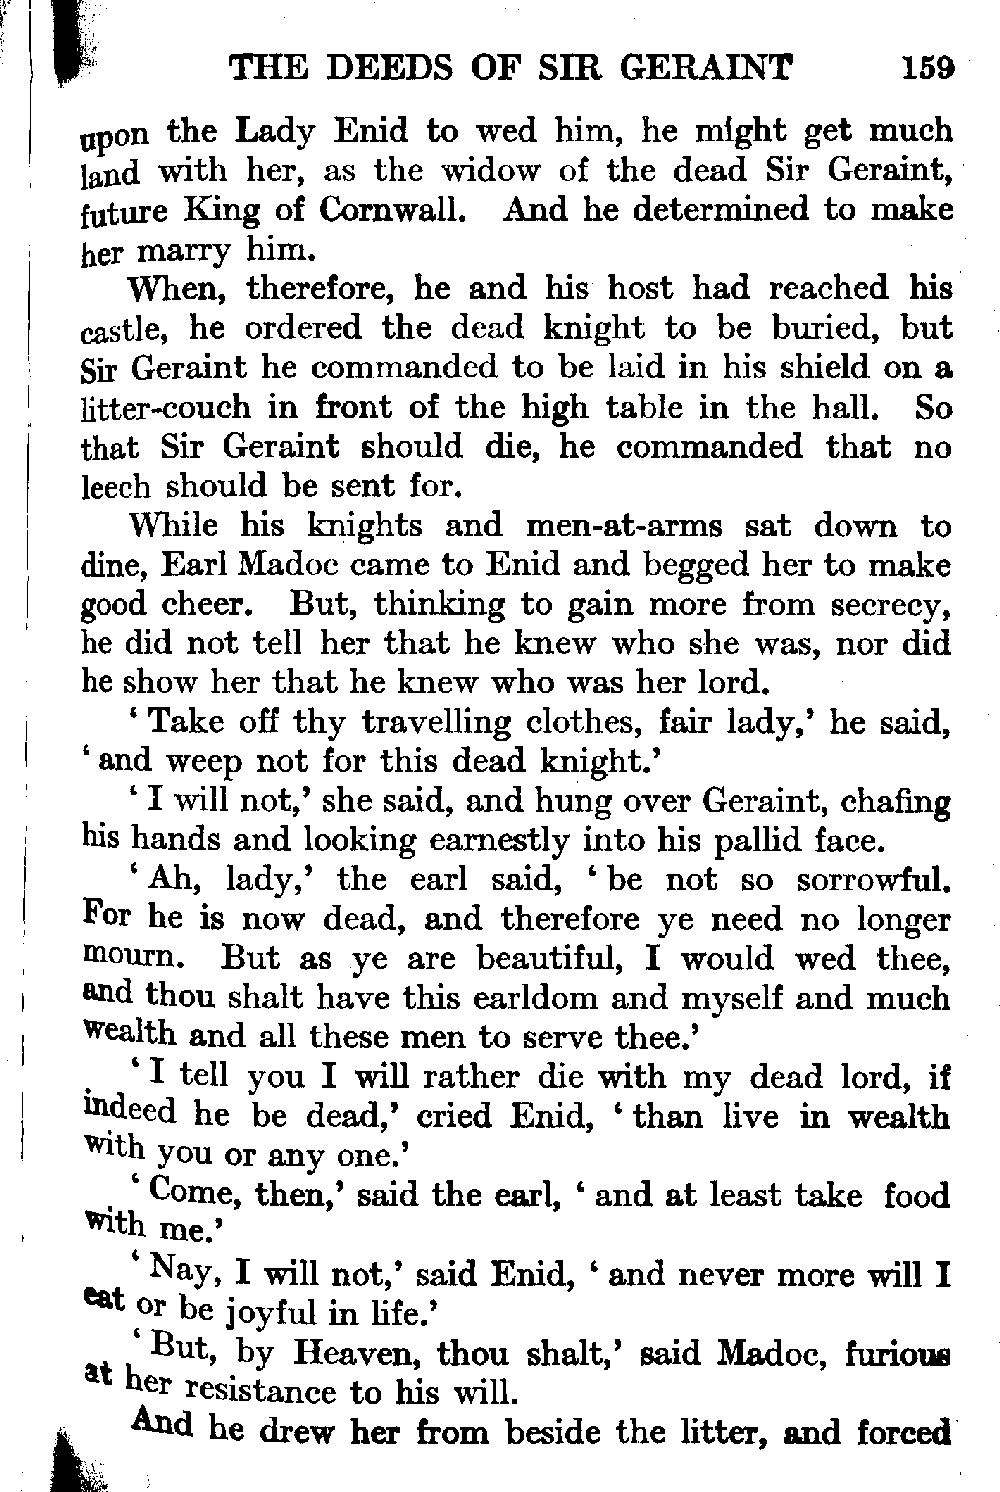 THE DEEDS OF SIR GERAINT 159
upon the Lady Enid to wed him, he might get much
land with her, as the widow of the dead Sir Geraint,
future King of Cornwall. And he determined to make
her marry him.
When, therefore, he and his host had reached his
castle, he ordered the dead knight to be buried, but
Sir Geraint he commanded to be laid in his shield on a
litter-couch in front of the high table in the hall. So
that Sir Geraint should die, he commanded that no
leech should be sent for.
While his knights and men-at-arms sat down to
dine, Earl Madoc came to Enid and begged her to make
good cheer. But, thinking to gain more from secrecy,
he did not tell her that he knew who she was, nor did
he show her that he knew who was her lord.
‘ Take off thy travelling clothes, fair lady,’ he said,
‘ and weep not for this dead knight.’
‘ I will not,’ she said, and hung over Geraint, chafing
his hands and looking earnestly into his pallid face.
‘ Ah, lady,’ the earl said, ‘ be not so sorrowful.
For he is now dead, and therefore ye need no longer
mourn. But as ye are beautiful, I would wed thee,
and thou shalt have this earldom and myself and much
wealth and all these men to serve thee.’
‘ I tell you I will rather die with my dead lord, if
indeed he be dead,’ cried Enid, ‘ than live in wealth
with you or any one.’
‘ Come, then,’ said the earl, ‘ and at least take food
with me.’
‘ Nay, I will not,’ said Enid, ‘ and never more will I
eat or be joyful in life.’
‘ But, by Heaven, thou shalt,’ said Madoc, furious
at her resistance to his will.
And he drew her from beside the litter, and forced